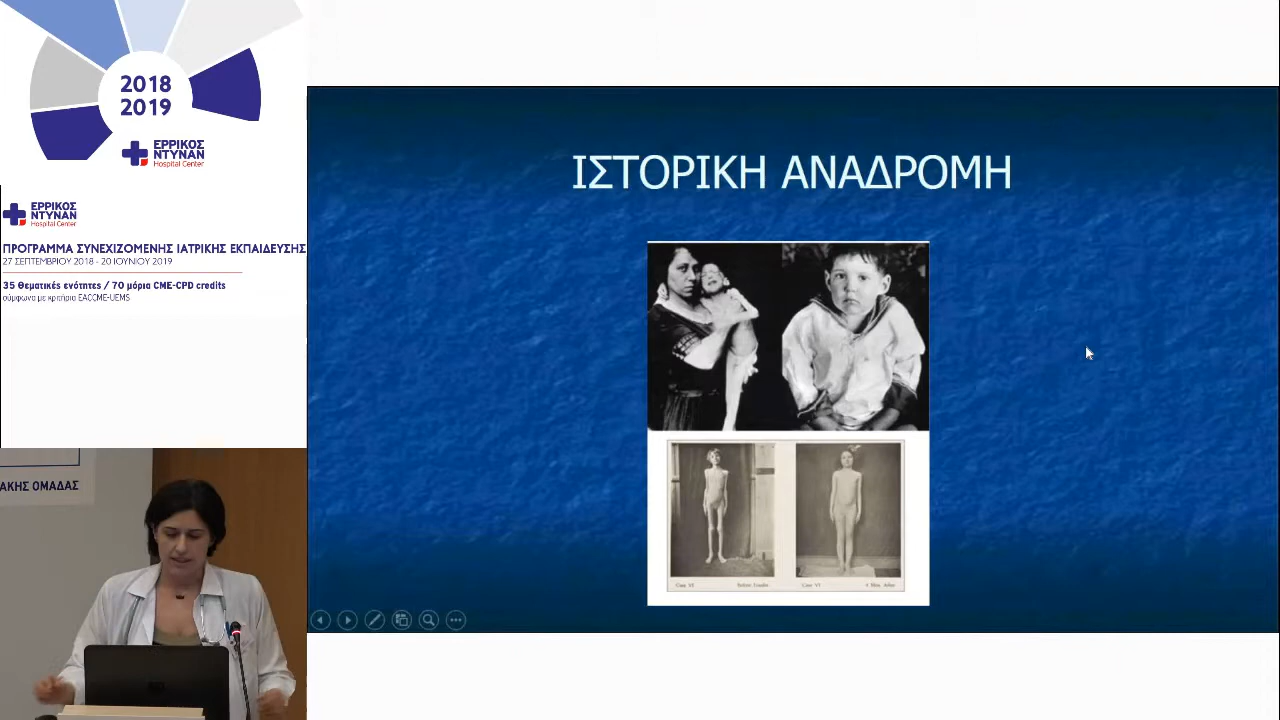 2018
2019
ΕΡΡΙΚΟΣ
ΝΤΥΝΑΝ
Hospital Center
ΕΡΡΙΚΟΣ
ΝΤΥΝΑΝ
Hospital Center
ΠΡΟΓΡΑΜΜΑ ΣΥΝΕΧΙΖΟΜΕΝΗΣ ΙΑΤΡΙΚΗΣ ΕΚΠΑΙΔΕΥΣΗΣ
27 ΣΕΠΤΕΜΒΡΙΟΥ 2018 - 20 ΙΟΥΝΙΟΥ 2019
35 Θεματικές ενότητες / 70 μόρια CME-CPD credits
σύμφωνα με κριτήρια EACCME-UEMS
ΙΣΤΟΡΙΚΗ ΑΝΑΔΡΟΜΗ
ΑΚΗΣ ΟΜΑΔΑΣ